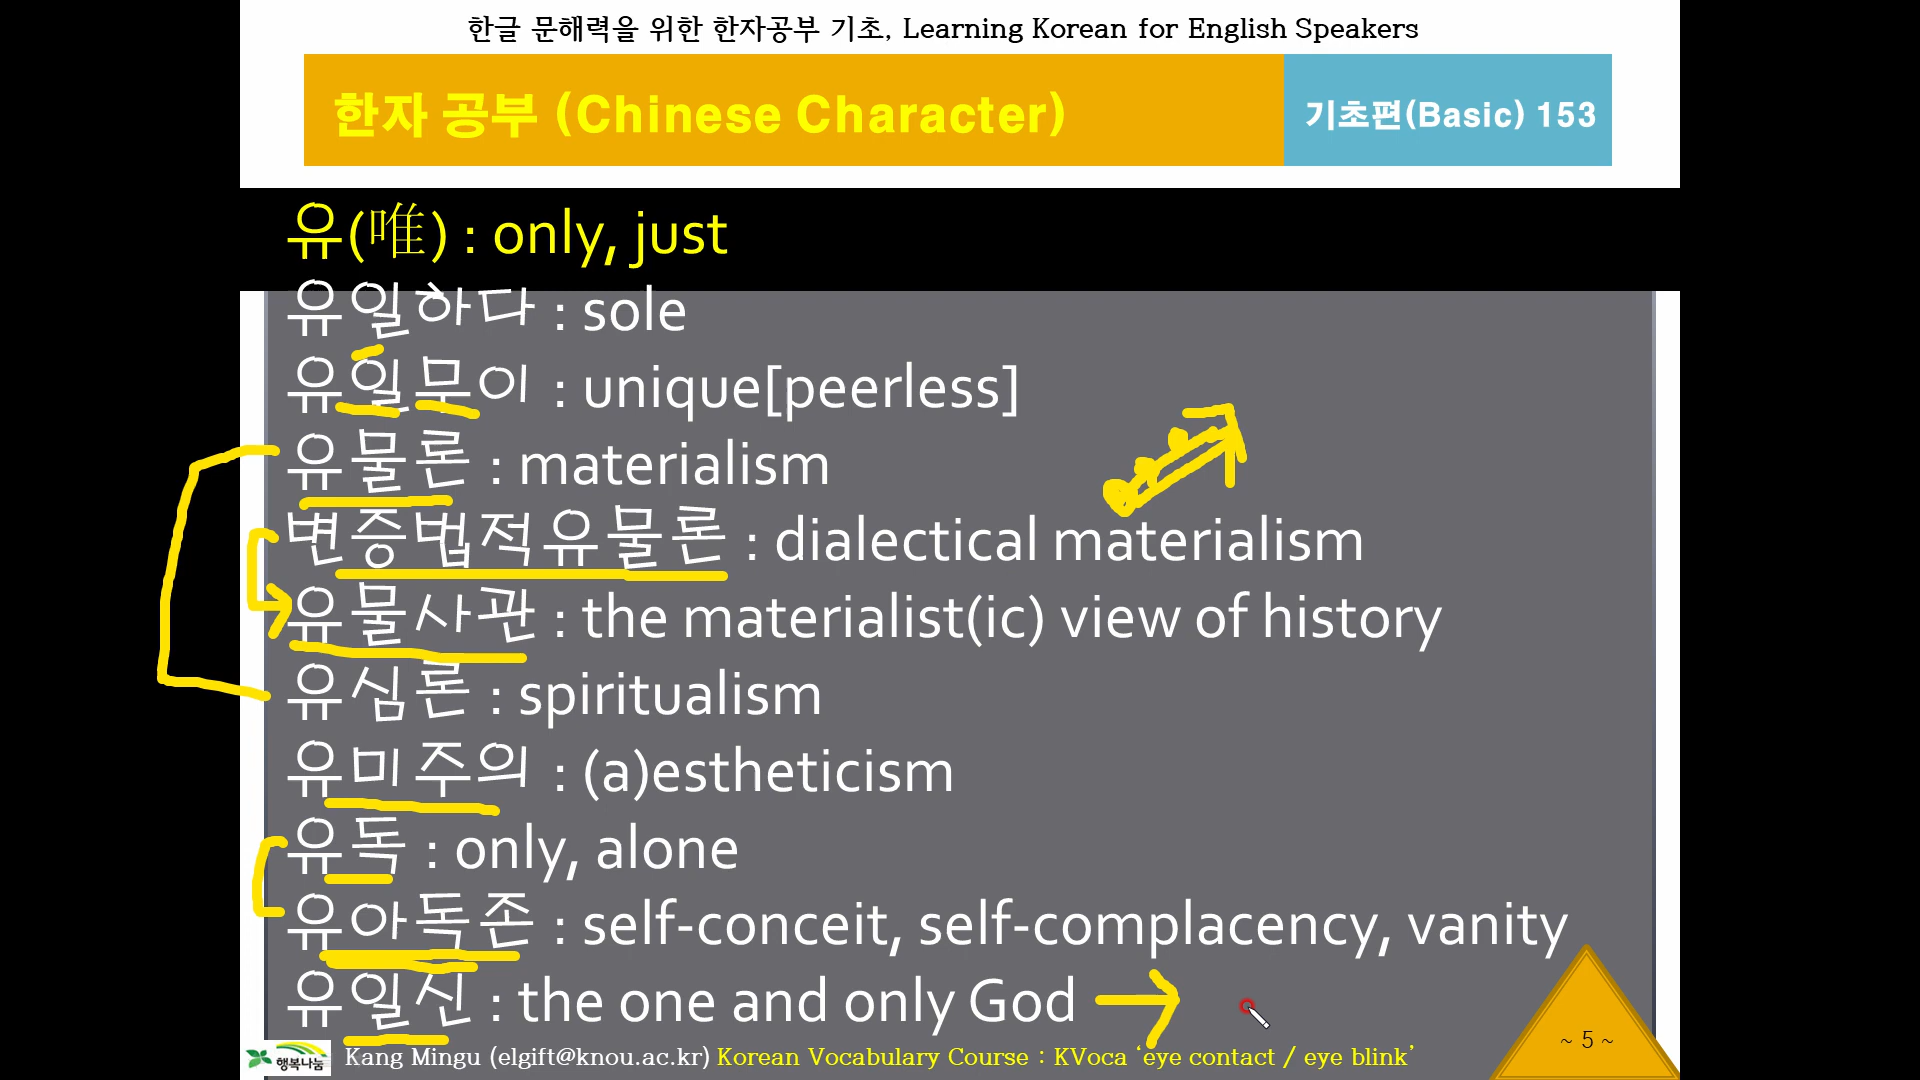 한글 문해력을 위한 한자공부 기초, Learning Korean for English Speakers
한자 공부 (Chinese Character)
기초편(Basic) 153
유(唯) : only, just
유일하다 : sole
유일무이 : unique[peerless]
유물론 : materialism
변증법적유물론 : dialectical materialism
유물사관 : the materialist(ic) view of history
유심론 : spiritualism
유미주의 : (a)estheticism
유독 : only, alone
유아독존 : self-conceit, self-complacency, vanity
유일신 : the one and only God
~ 5 ~
행복나눔
Kang Mingu (elgift@knou.ac.kr) Korean Vocabulary Course : KVoca ‘eye contact / eye blink’